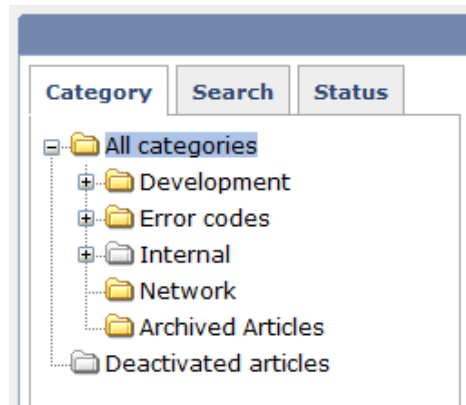 Category Search Status
All categories
Development
Error codes
Internal
Network
Archived Articles
Deactivated articles